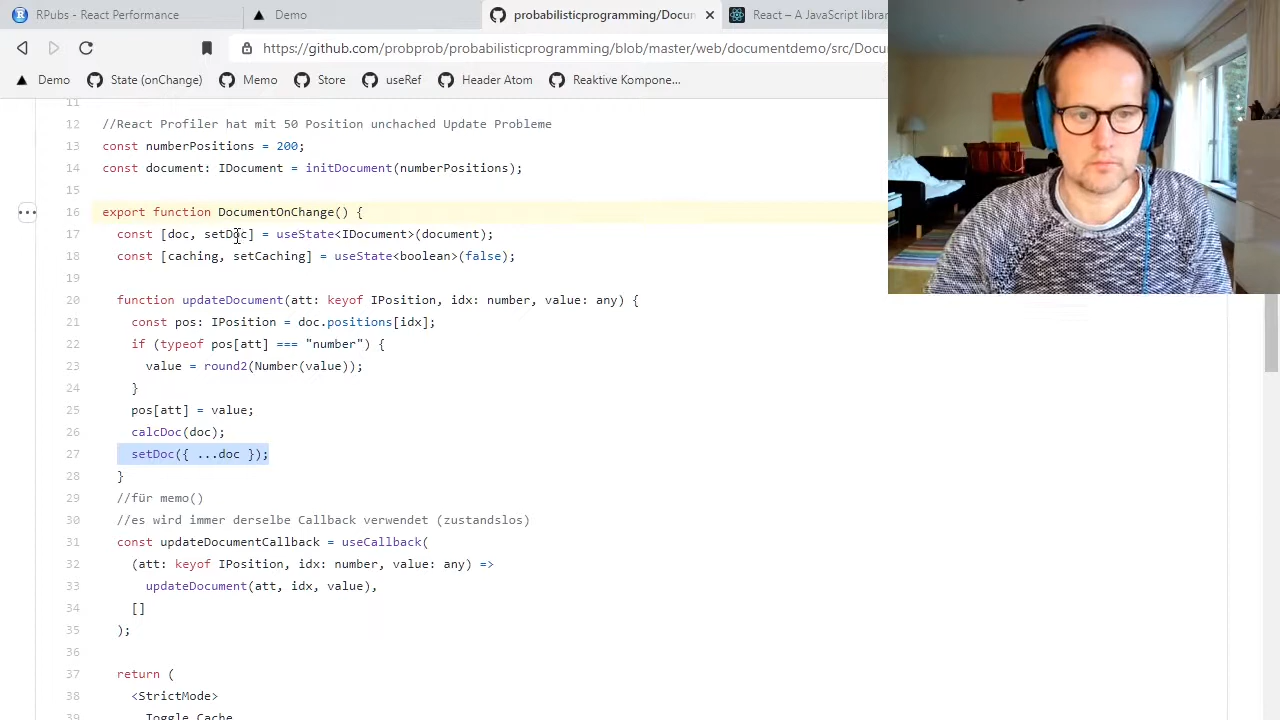 RPubs - React Performance
Demo
probabilisticprogramming/Docum
React – A JavaScript librar
https://github.com/probprob/probabilisticprogramming/blob/master/web/documentdemo/src/Docu
Demo State (onChange) Memo Store useRef Header Atom Reaktive Kompone...
11
12 //React Profiler hat mit 50 Position unchanged Update Probleme
13 const numberPositions = 200;
14 const document: IDocument = initDocument(numberPositions);
15
16 export function DocumentOnChange() {
17 const [doc, setDoc] = useState<IDocument>(document);
18 const [caching, setCaching] = useState<boolean>(false);
19
20 function updateDocument(att: keyof IPosition, idx: number, value: any) {
21 const pos: IPosition = doc.positions[idx];
22 if (typeof pos[att] === "number") {
23 value = round2(Number(value));
24 }
25 pos[att] = value;
26 calcDoc(doc);
27 setDoc({ ...doc });
28 }
29 //für memo()
30 //es wird immer derselbe Callback verwendet (zustandslos)
31 const updateDocumentCallback = useCallback(
32 (att: keyof IPosition, idx: number, value: any) =>
33 updateDocument(att, idx, value),
34 []
35 );
36
37 return (
38 <StrictMode>
39 Toggle Cache